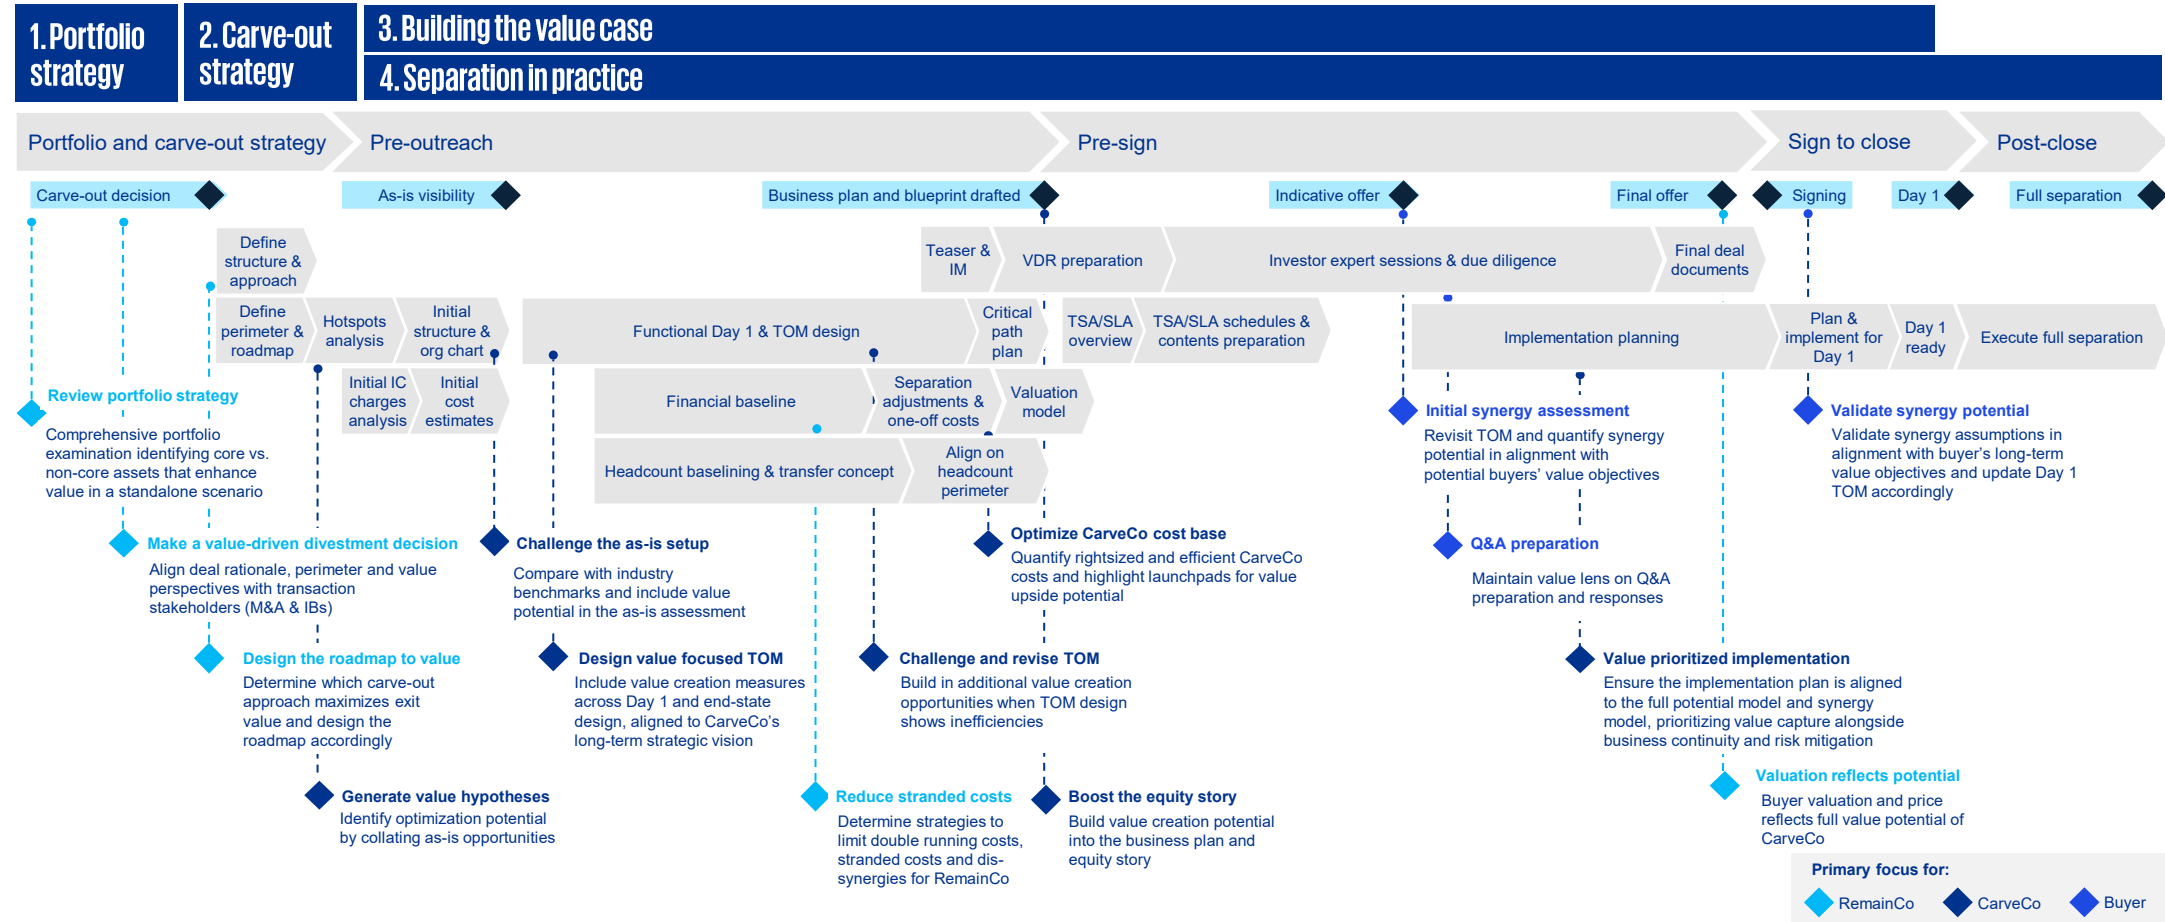 1. Portfolio
strategy
2. Carve-out
strategy
3. Building the value case
4. Separation in practice
Portfolio and carve-out strategy
Pre-outreach
Pre-sign
Sign to close
Post-close
Carve-out decision
As-is visibility
Business plan and blueprint drafted
Indicative offer
Final offer
Signing
Day 1
Full separation
Define
structure &
approach
Teaser &
IM
VDR preparation
Investor expert sessions & due diligence
Final deal
documents
Define
perimeter &
roadmap
Hotspots
analysis
Initial
structure &
org chart
Functional Day 1 & TOM design
Critical
path
plan
TSA/SLA
overview
TSA/SLA schedules &
contents preparation
Implementation planning
Plan &
implement for
Day 1
Day 1
ready
Execute full separation
Initial IC
charges
analysis
Initial
cost
estimates
Financial baseline
Separation
adjustments &
one-off costs
Valuation
model
Headcount baselining & transfer concept
Align on
headcount
perimeter
Review portfolio strategy
Comprehensive portfolio
examination identifying core vs.
non-core assets that enhance
value in a standalone scenario
Make a value-driven divestment decision
Align deal rationale, perimeter and value
perspectives with transaction
stakeholders (M&A & IBs)
Design the roadmap to value
Determine which carve-out
approach maximizes exit
value and design the
roadmap accordingly
Generate value hypotheses
Identify optimization potential
by collating as-is opportunities
Challenge the as-is setup
Compare with industry
benchmarks and include value
potential in the as-is assessment
Design value focused TOM
Include value creation measures
across Day 1 and end-state
design, aligned to CarveCo's
long-term strategic vision
Reduce stranded costs
Determine strategies to
limit double running costs,
stranded costs and dis-
synergies for RemainCo
Challenge and revise TOM
Build in additional value creation
opportunities when TOM design
shows inefficiencies
Optimize CarveCo cost base
Quantify rightsized and efficient CarveCo
costs and highlight launchpads for value
upside potential
Boost the equity story
Build value creation potential
into the business plan and
equity story
Initial synergy assessment
Revisit TOM and quantify synergy
potential in alignment with
potential buyers' value objectives
Q&A preparation
Maintain value lens on Q&A
preparation and responses
Value prioritized implementation
Ensure the implementation plan is aligned
to the full potential model and synergy
model, prioritizing value capture alongside
business continuity and risk mitigation
Valuation reflects potential
Buyer valuation and price
reflects full value potential of
CarveCo
Validate synergy potential
Validate synergy assumptions in
alignment with buyer's long-term
value objectives and update Day 1
TOM accordingly
Primary focus for:
RemainCo
CarveCo
Buyer